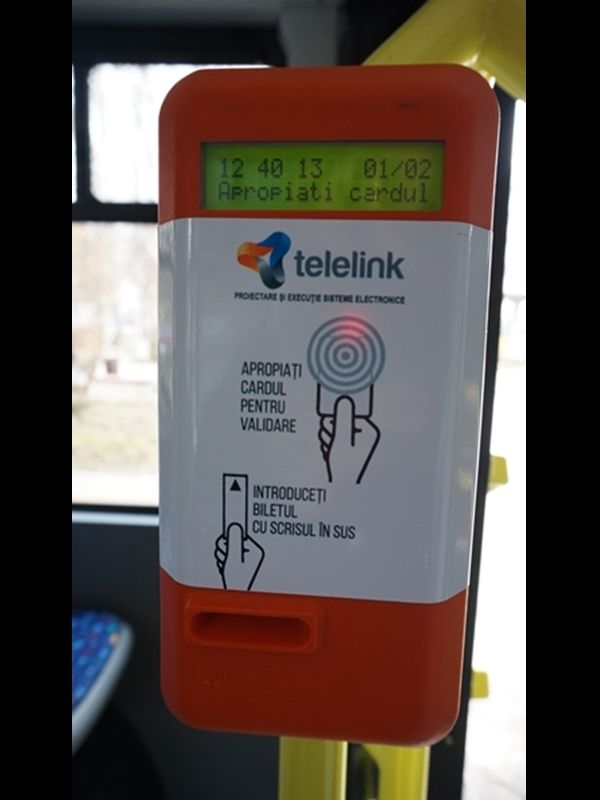 12 40 13 01/02
Apropiati cardul
telelink
PROIECTARE ȘI EXECUȚIE SISTEME ELECTRONICE
APROPIAȚI
CARDUL
PENTRU
VALIDARE
INTRODUCEȚI
BILETUL
CU SCRISUL ÎN SUS